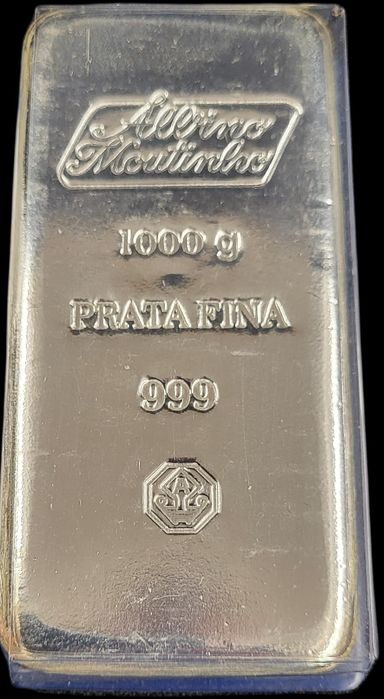 Albino
Moutinho
1000 g
PRATA FINA
999